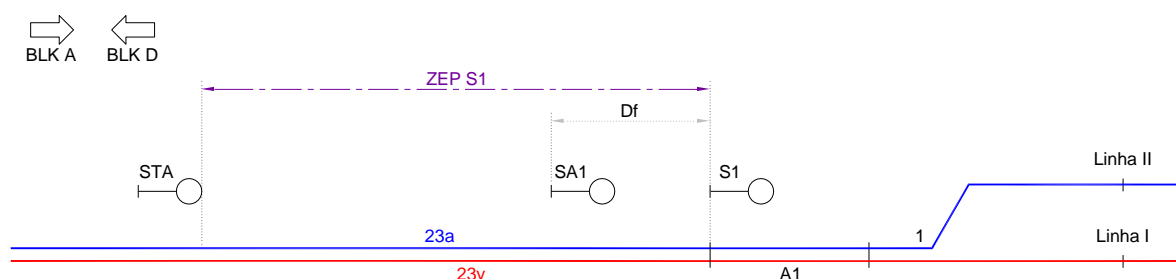 BLK A
BLK D
ZEP S1
Df
STA
SA1
S1
Linha II
23a
1
Linha I
23v
A1